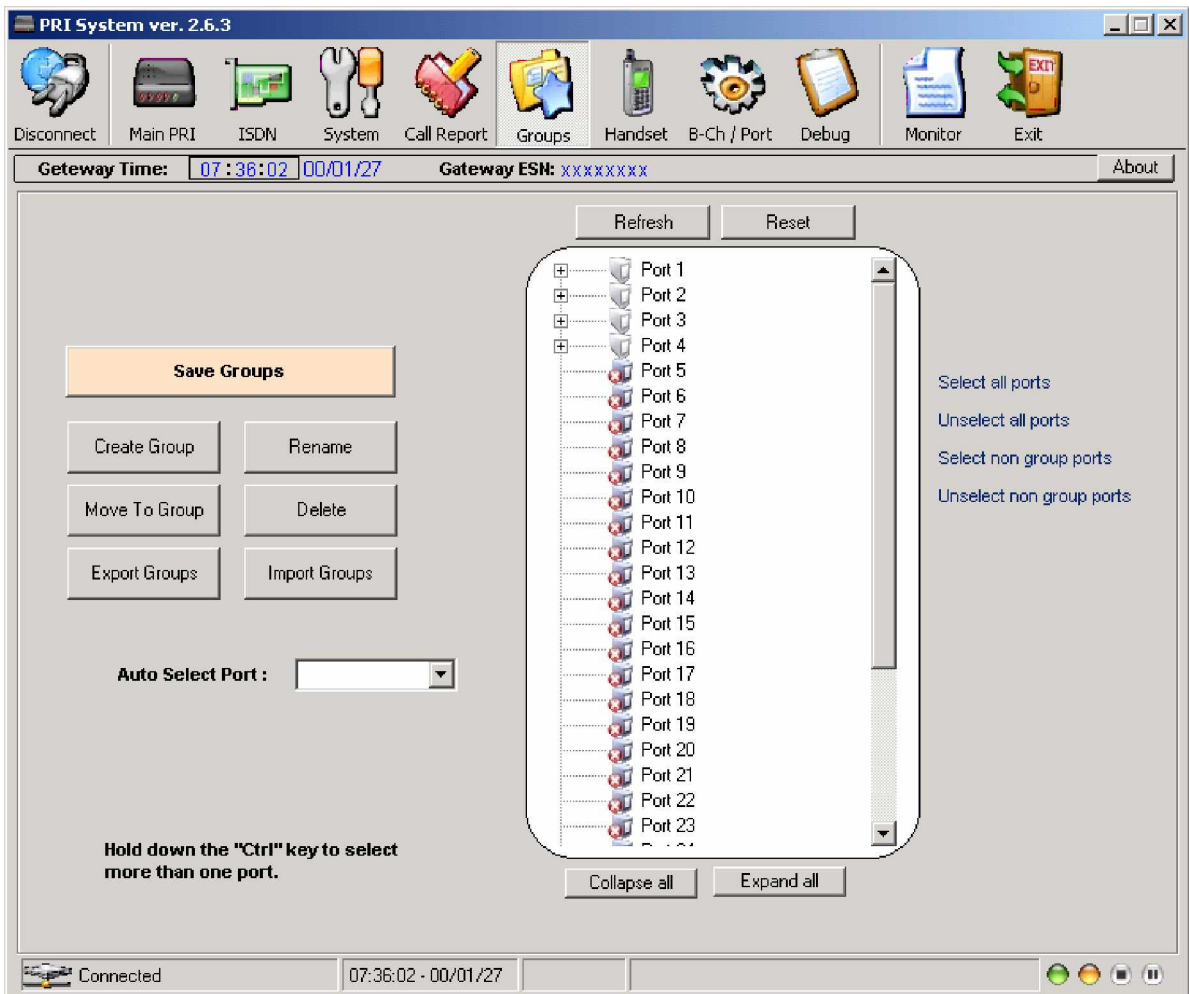 PRI System ver. 2.6.3
Disconnect Main PRI ISDN System Call Report Groups Handset B-Ch / Port Debug Monitor EXIT Exit
Geteway Time: 07:36:02 00/01/27 Gateway ESN: xxxxxxxx About
Refresh Reset
Port 1
Port 2
Port 3
Port 4
Port 5
Port 6
Port 7
Port 8
Port 9
Port 10
Port 11
Port 12
Port 13
Port 14
Port 15
Port 16
Port 17
Port 18
Port 19
Port 20
Port 21
Port 22
Port 23
Save Groups
Create Group Rename
Move To Group Delete
Export Groups Import Groups
Auto Select Port :
Hold down the "Ctrl" key to select
more than one port.
Select all ports
Unselect all ports
Select non group ports
Unselect non group ports
Collapse all Expand all
Connected 07:36:02 - 00/01/27